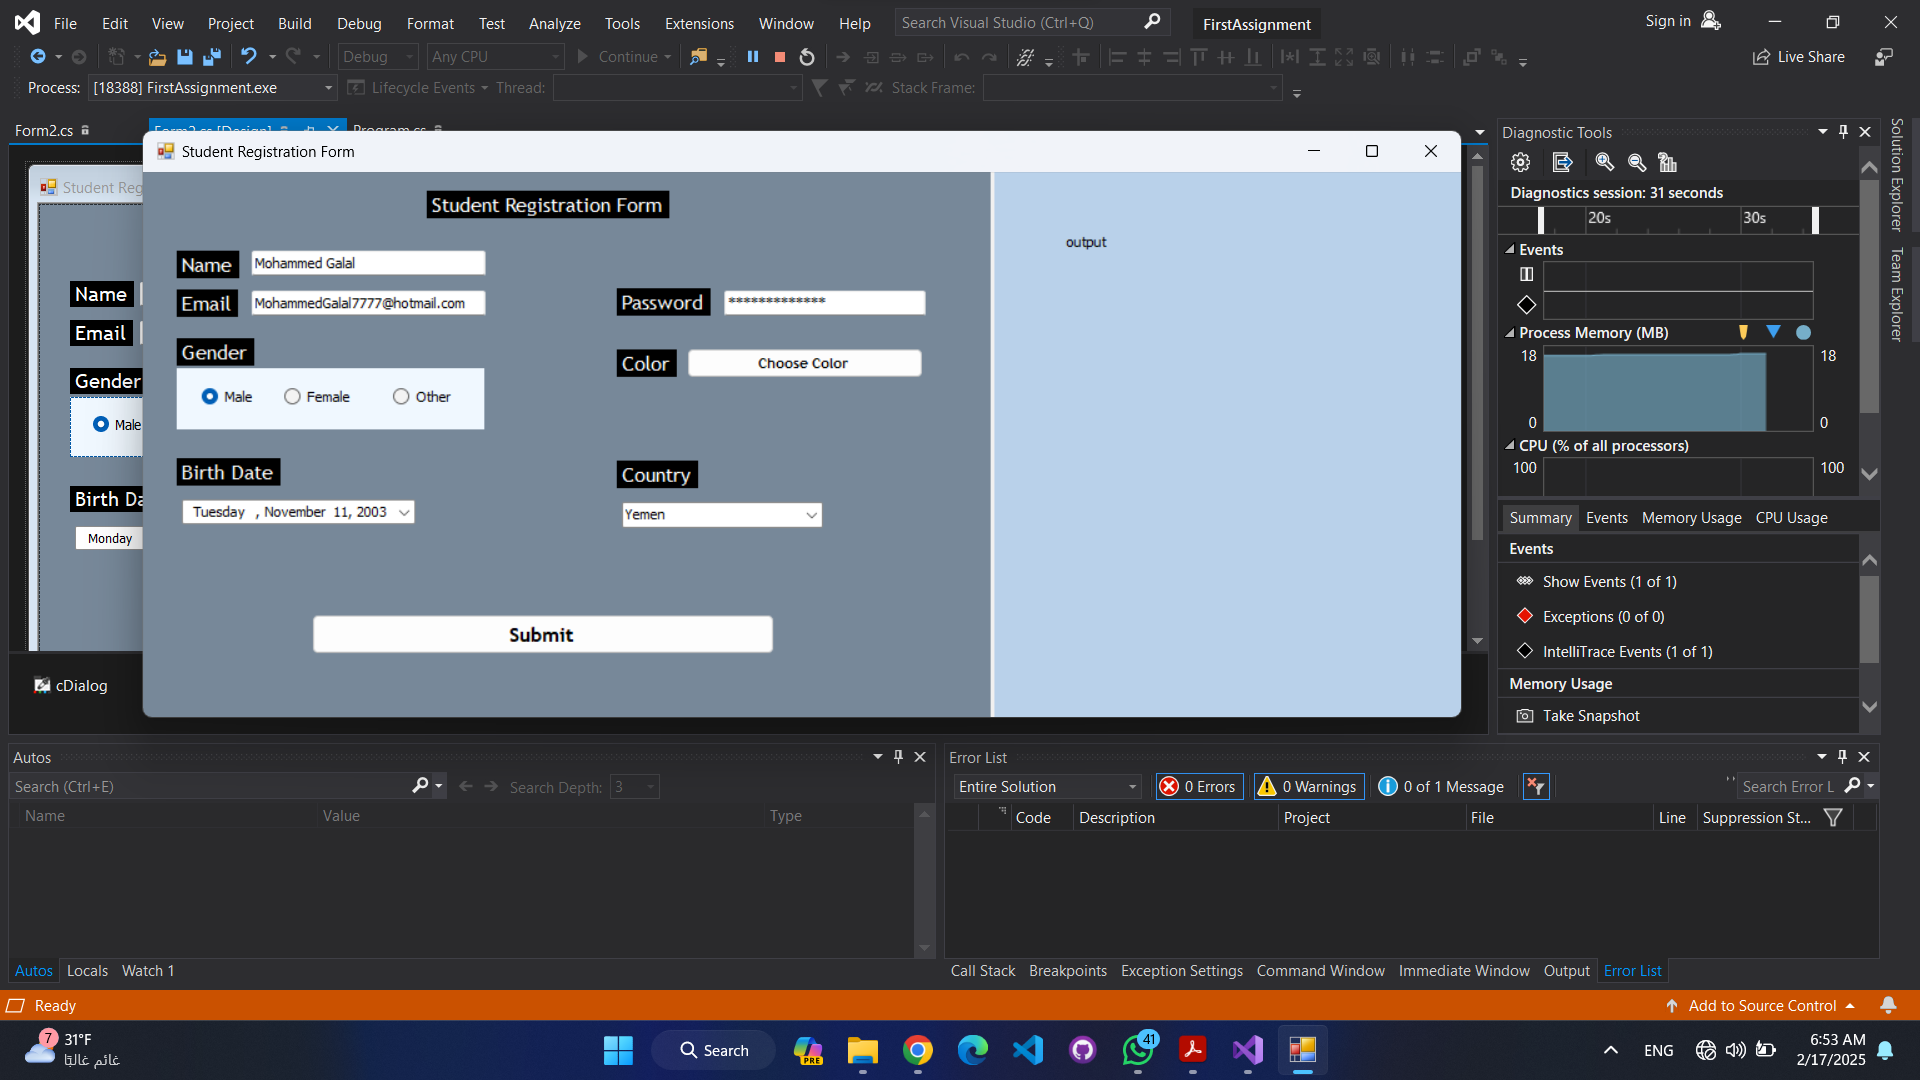 File Edit View Project Build Debug Format Test Analyze Tools Extensions Window Help Search Visual Studio (Ctrl+Q) FirstAssignment Sign in
Debug Any CPU Continue Live Share
Process: [18388] FirstAssignment.exe Lifecycle Events Thread: Stack Frame:
Form2.cs Form2.cs [Design] Program.cs
Student Reg
Name
Email
Gender
Male
Birth Da
Monday
cDialog
Student Registration Form
Student Registration Form
Name Mohammed Galal
Email MohammedGalal7777@hotmail.com
Password *************
Gender
Male Female Other
Color Choose Color
Birth Date
Tuesday , November 11, 2003
Country
Yemen
Submit
output
Diagnostic Tools
Diagnostics session: 31 seconds
20s 30s
Events
Process Memory (MB)
18 18
0 0
CPU (% of all processors)
100 100
Summary Events Memory Usage CPU Usage
Events
Show Events (1 of 1)
Exceptions (0 of 0)
IntelliTrace Events (1 of 1)
Memory Usage
Take Snapshot
Solution Explorer
Team Explorer
Autos
Search (Ctrl+E) Search Depth: 3
Name Value Type
Autos Locals Watch 1
Error List
Entire Solution 0 Errors 0 Warnings 0 of 1 Message Search Error L
Code Description Project File Line Suppression St...
Call Stack Breakpoints Exception Settings Command Window Immediate Window Output Error List
Ready Add to Source Control
7 31°F
غائم غالبًا
Search PRE 41 ENG 6:53 AM
2/17/2025